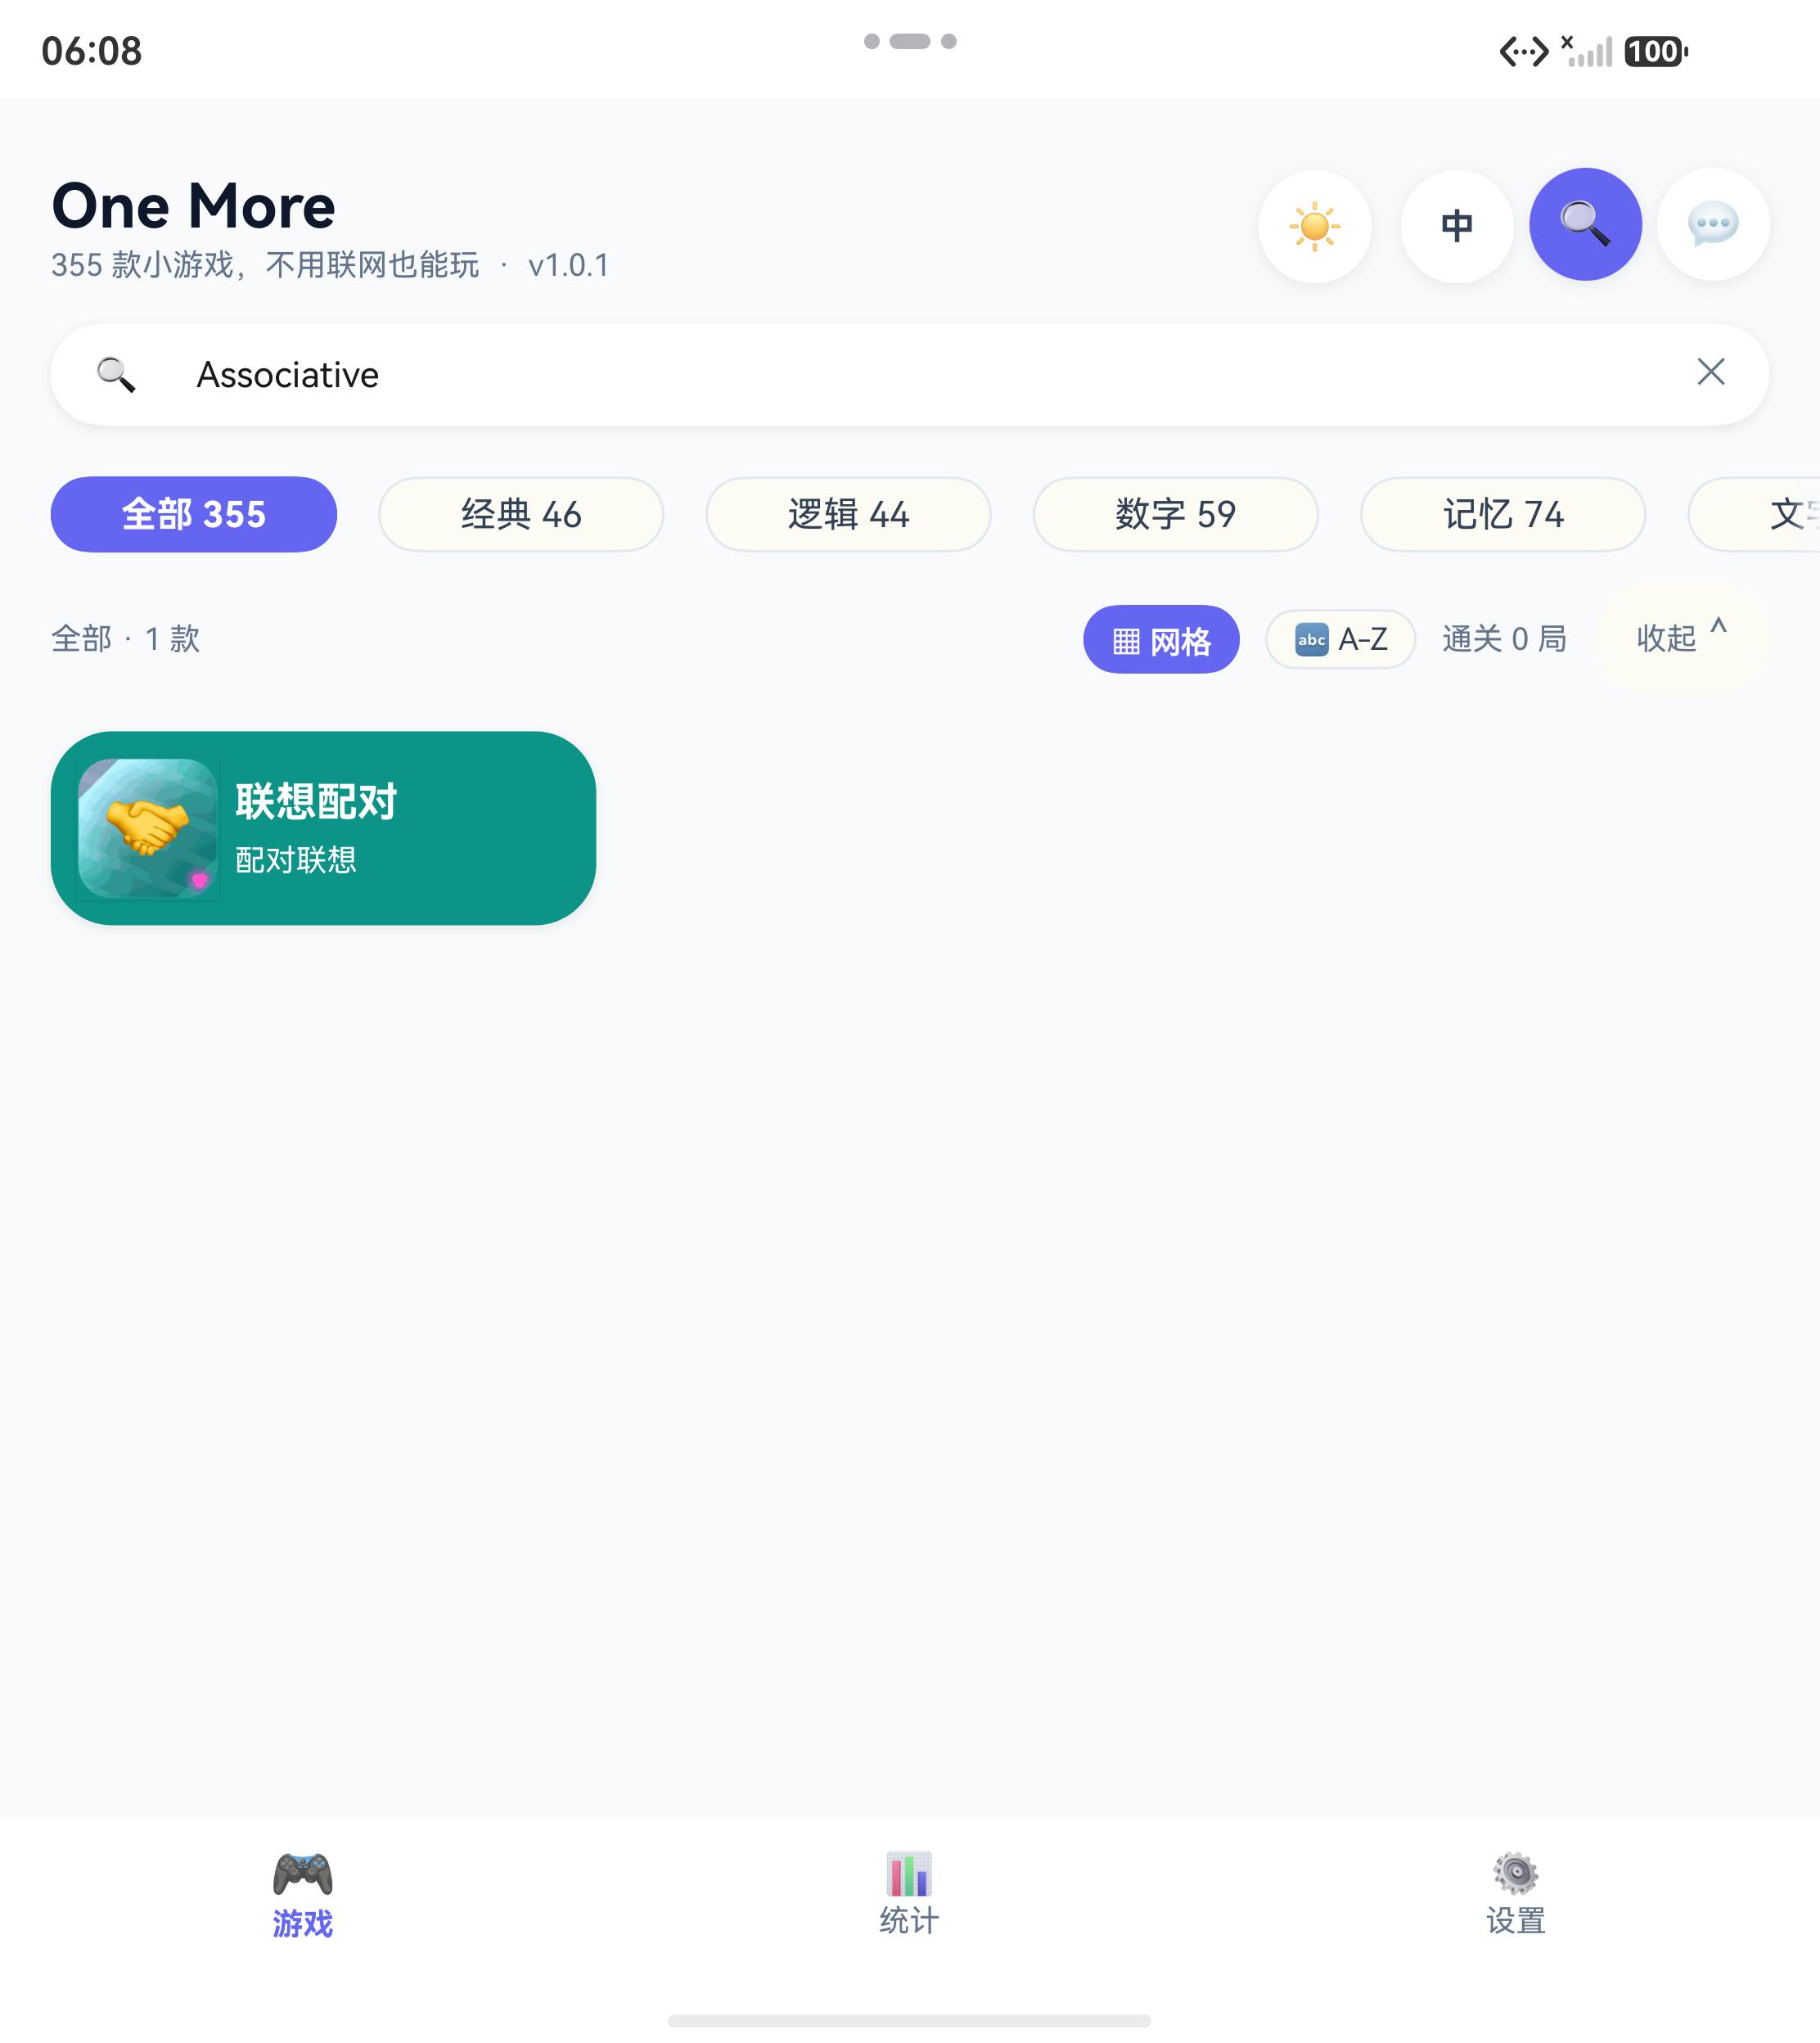 06:08
100
One More
355 款小游戏，不用联网也能玩 · v1.0.1
中
Associative
全部 355
经典 46
逻辑 44
数字 59
记忆 74
全部 · 1 款
网格
abc A-Z
通关 0 局
收起 ^
联想配对
配对联想
游戏
统计
设置